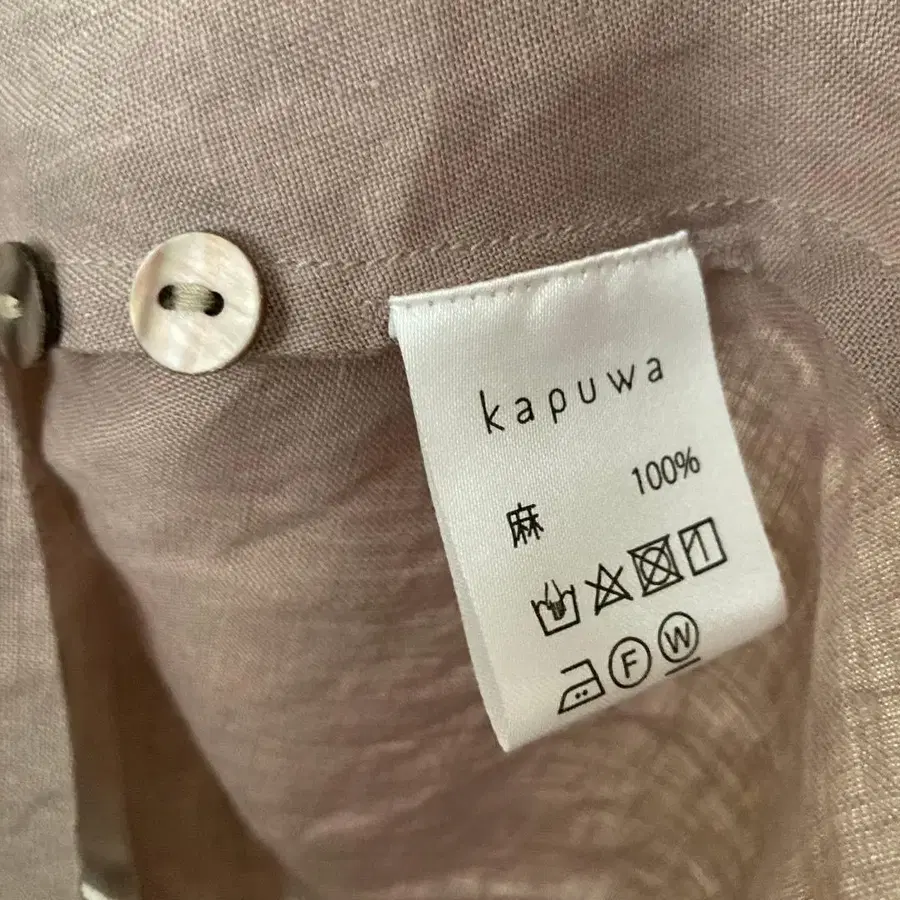 kapuwa
麻 100%
F W